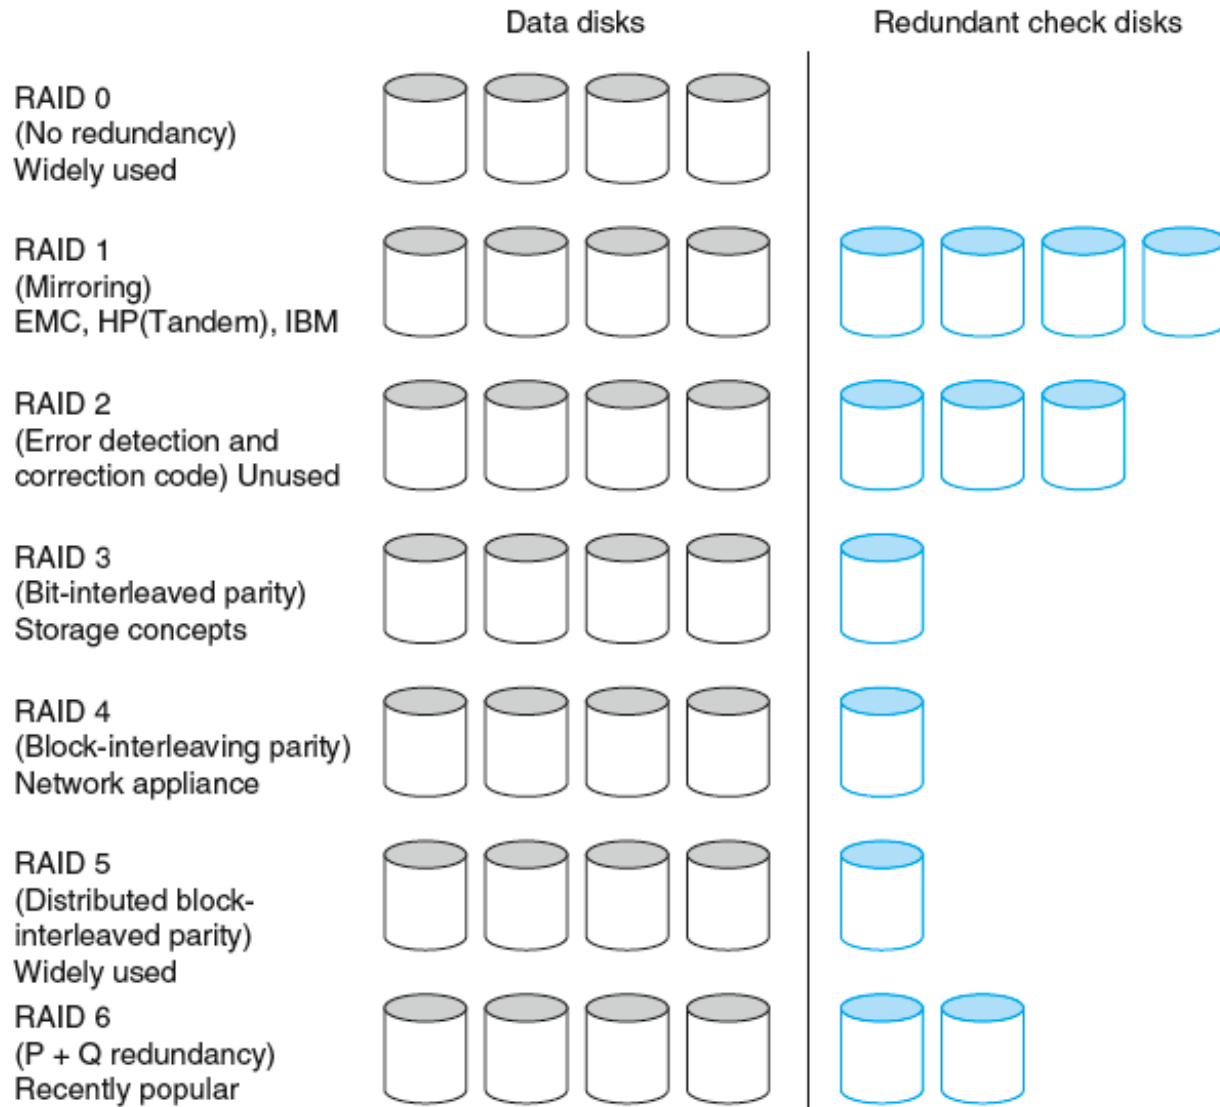 Data disks
Redundant check disks
RAID 0
(No redundancy)
Widely used
RAID 1
(Mirroring)
EMC, HP(Tandem), IBM
RAID 2
(Error detection and
correction code) Unused
RAID 3
(Bit-interleaved parity)
Storage concepts
RAID 4
(Block-interleaving parity)
Network appliance
RAID 5
(Distributed block-
interleaved parity)
Widely used
RAID 6
(P + Q redundancy)
Recently popular